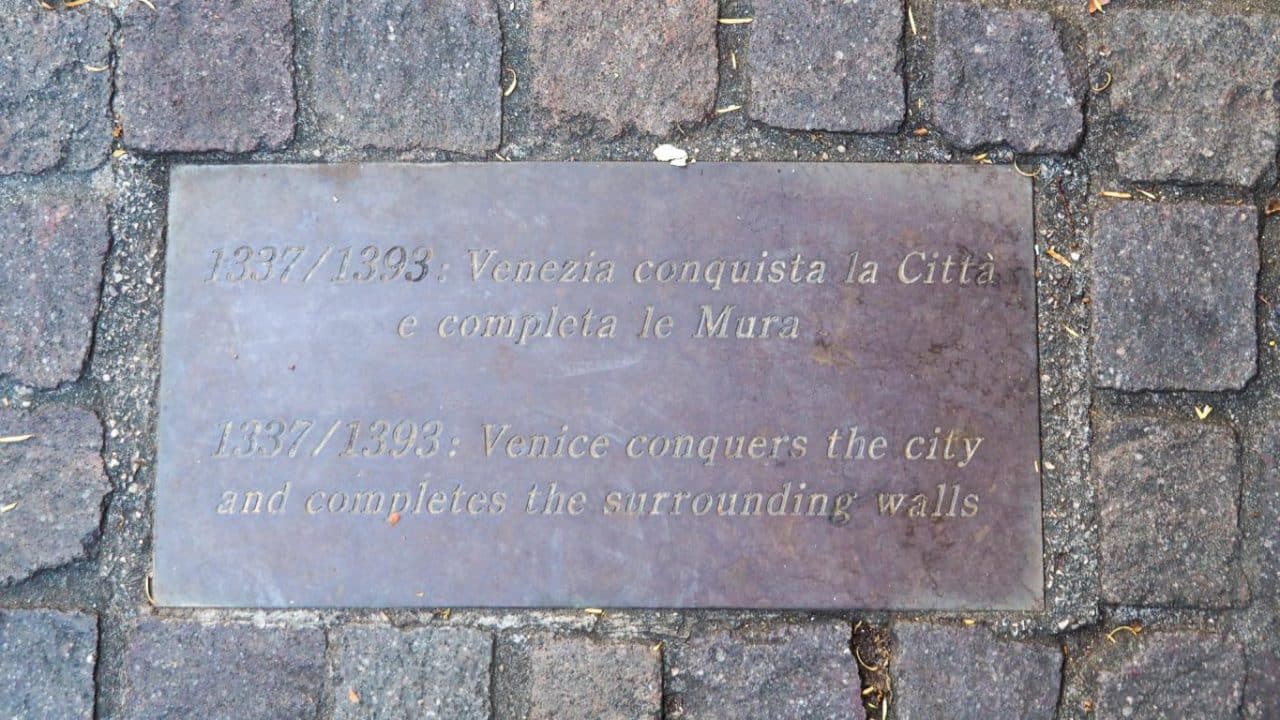 1337/1393: Venezia conquista la Città
e completa le Mura
1337/1393: Venice conquers the city
and completes the surrounding walls